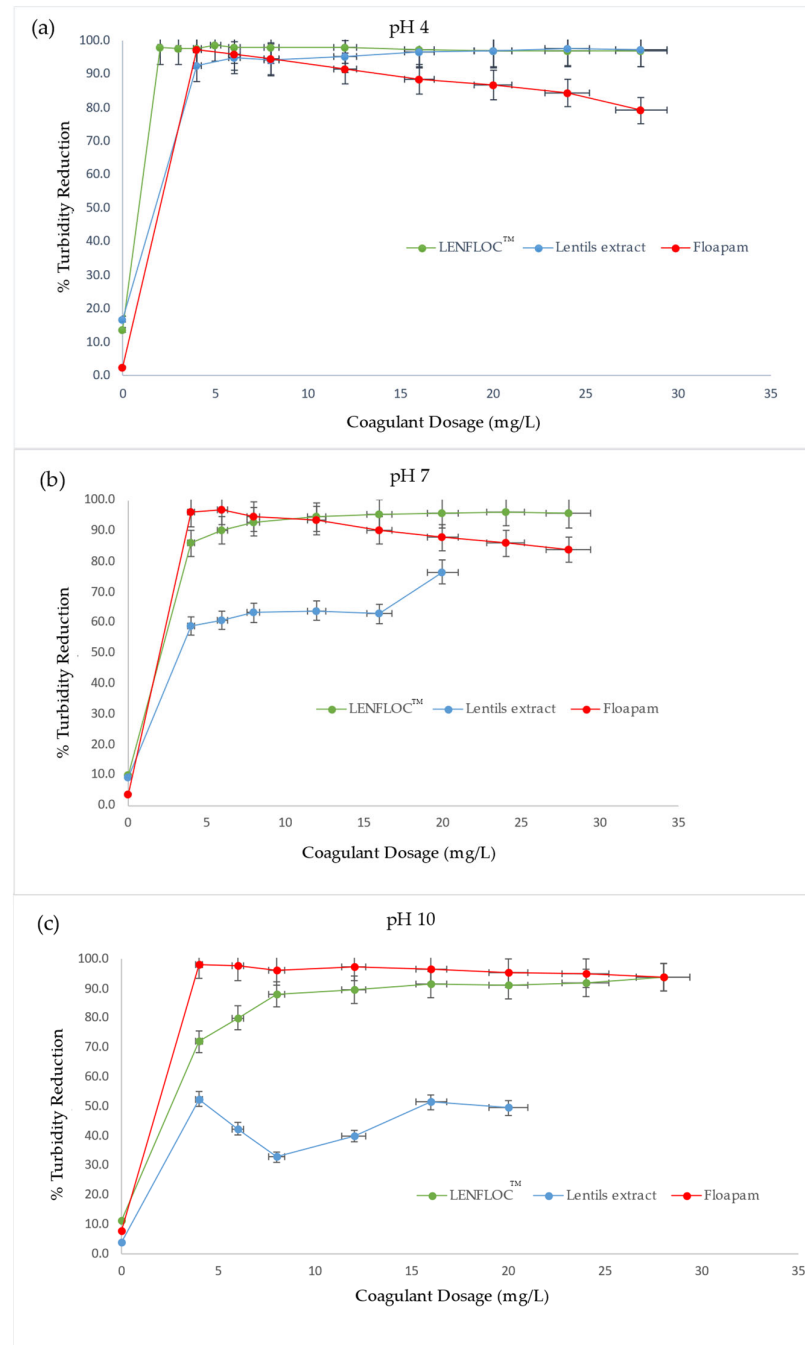 (a)
pH 4
100.0
90.0
80.0
70.0
60.0
50.0
40.0
30.0
20.0
10.0
0.0
% Turbidity Reduction
LENFLOC™ Lentils extract Floapam
0 5 10 15 20 25 30 35
Coagulant Dosage (mg/L)
(b)
pH 7
100.0
90.0
80.0
70.0
60.0
50.0
40.0
30.0
20.0
10.0
0.0
% Turbidity Reduction
LENFLOC™ Lentils extract Floapam
0 5 10 15 20 25 30 35
Coagulant Dosage (mg/L)
(c)
pH 10
100.0
90.0
80.0
70.0
60.0
50.0
40.0
30.0
20.0
10.0
0.0
% Turbidity Reduction
LENFLOC™ Lentils extract Floapam
0 5 10 15 20 25 30 35
Coagulant Dosage (mg/L)